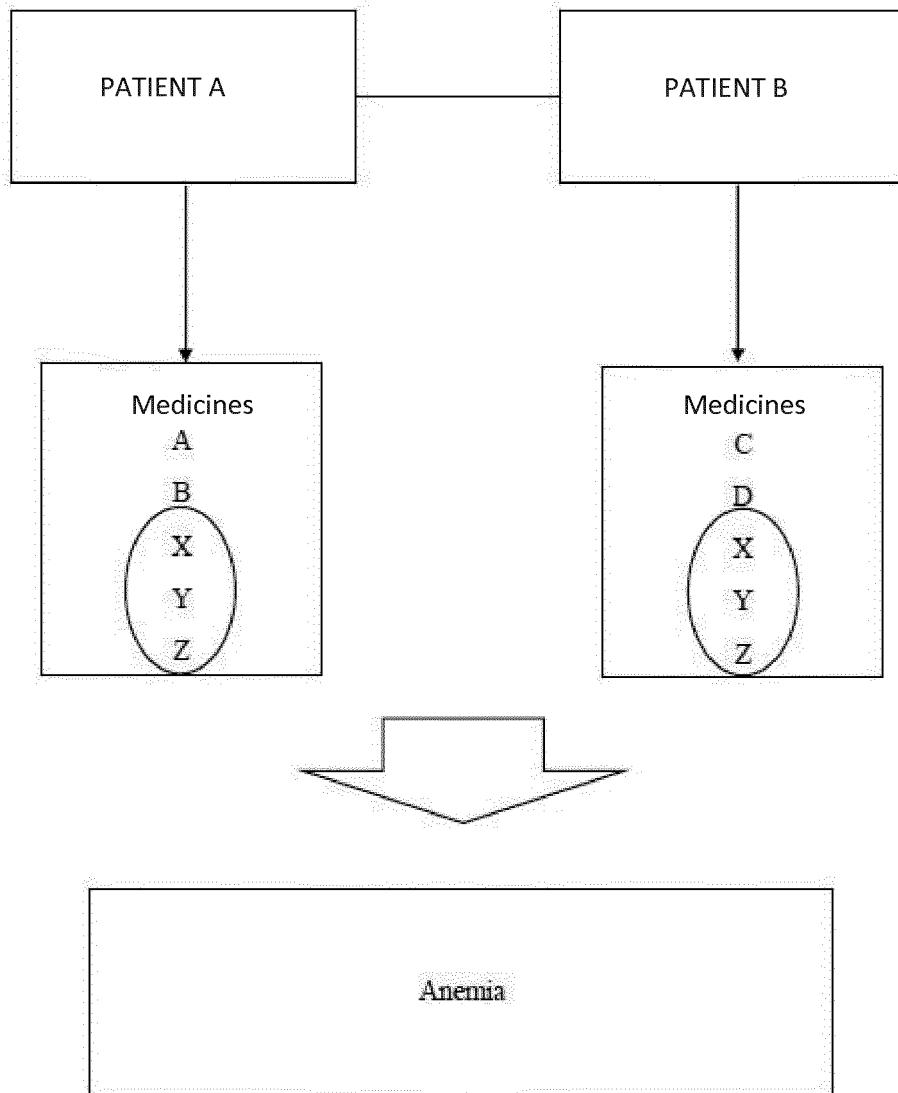 PATIENT A
PATIENT B
Medicines
A
B
X
Y
Z
Medicines
C
D
X
Y
Z
Anemia